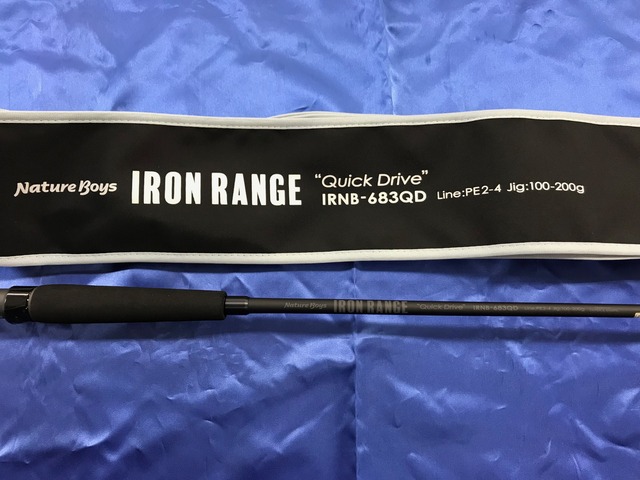 Nature Boys IRON RANGE "Quick Drive"
IRNB-683QD Line:PE2-4 Jig:100-200g
Nature Boys IRON RANGE "Quick Drive" IRNB-683QD